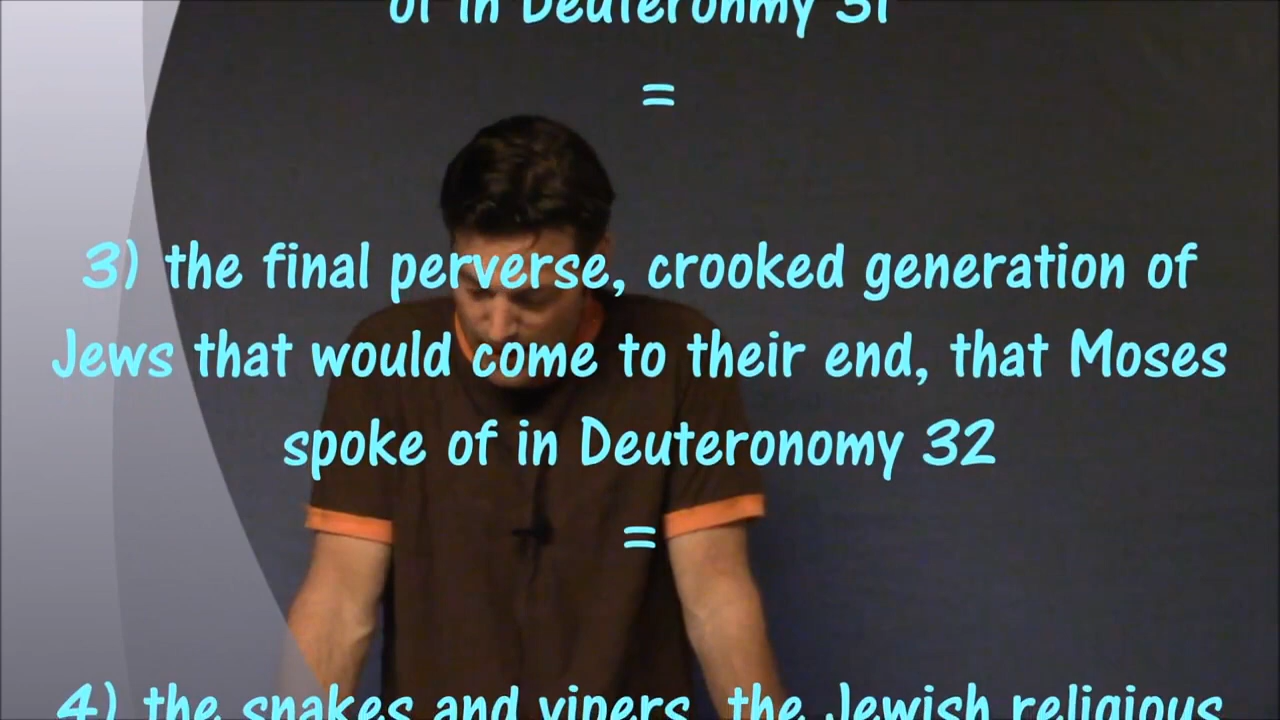 of in Deuteronmy 31
=
3) the final perverse, crooked generation of
Jews that would come to their end, that Moses
spoke of in Deuteronomy 32
=
4) the snakes and vipers, the Jewish religious